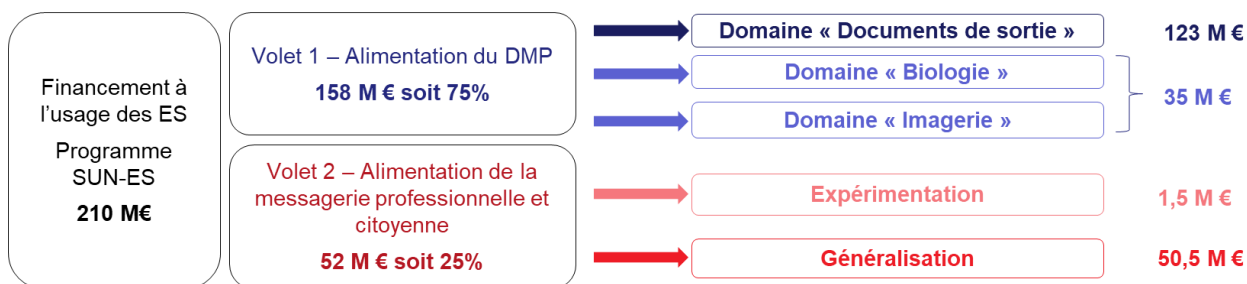 Financement à
l'usage des ES
Programme
SUN-ES
210 M€
Volet 1 – Alimentation du DMP
158 M € soit 75%
Volet 2 – Alimentation de la
messagerie professionnelle et
citoyenne
52 M € soit 25%
Domaine « Documents de sortie »
123 M €
Domaine « Biologie »
Domaine « Imagerie »
35 M €
Expérimentation
1,5 M €
Généralisation
50,5 M €